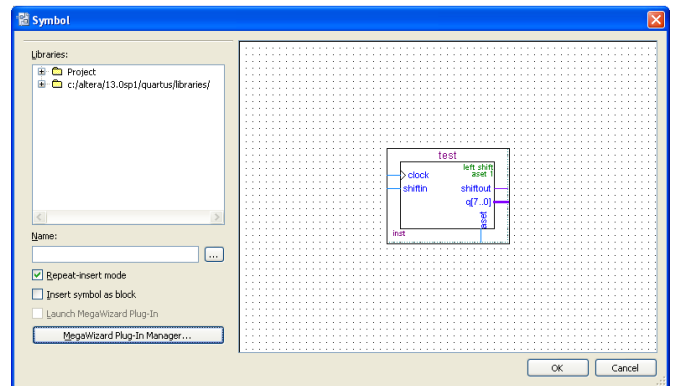 Symbol
Libraries:
Project
c:/altera/13.0sp1/quartus/libraries/
Name:
...
Repeat-insert mode
Insert symbol as block
Launch MegaWizard Plug-In
MegaWizard Plug-In Manager...
test
left shift
aset 1
clock
shiftin
shiftout
q[7..0]
aset
inst
OK
Cancel